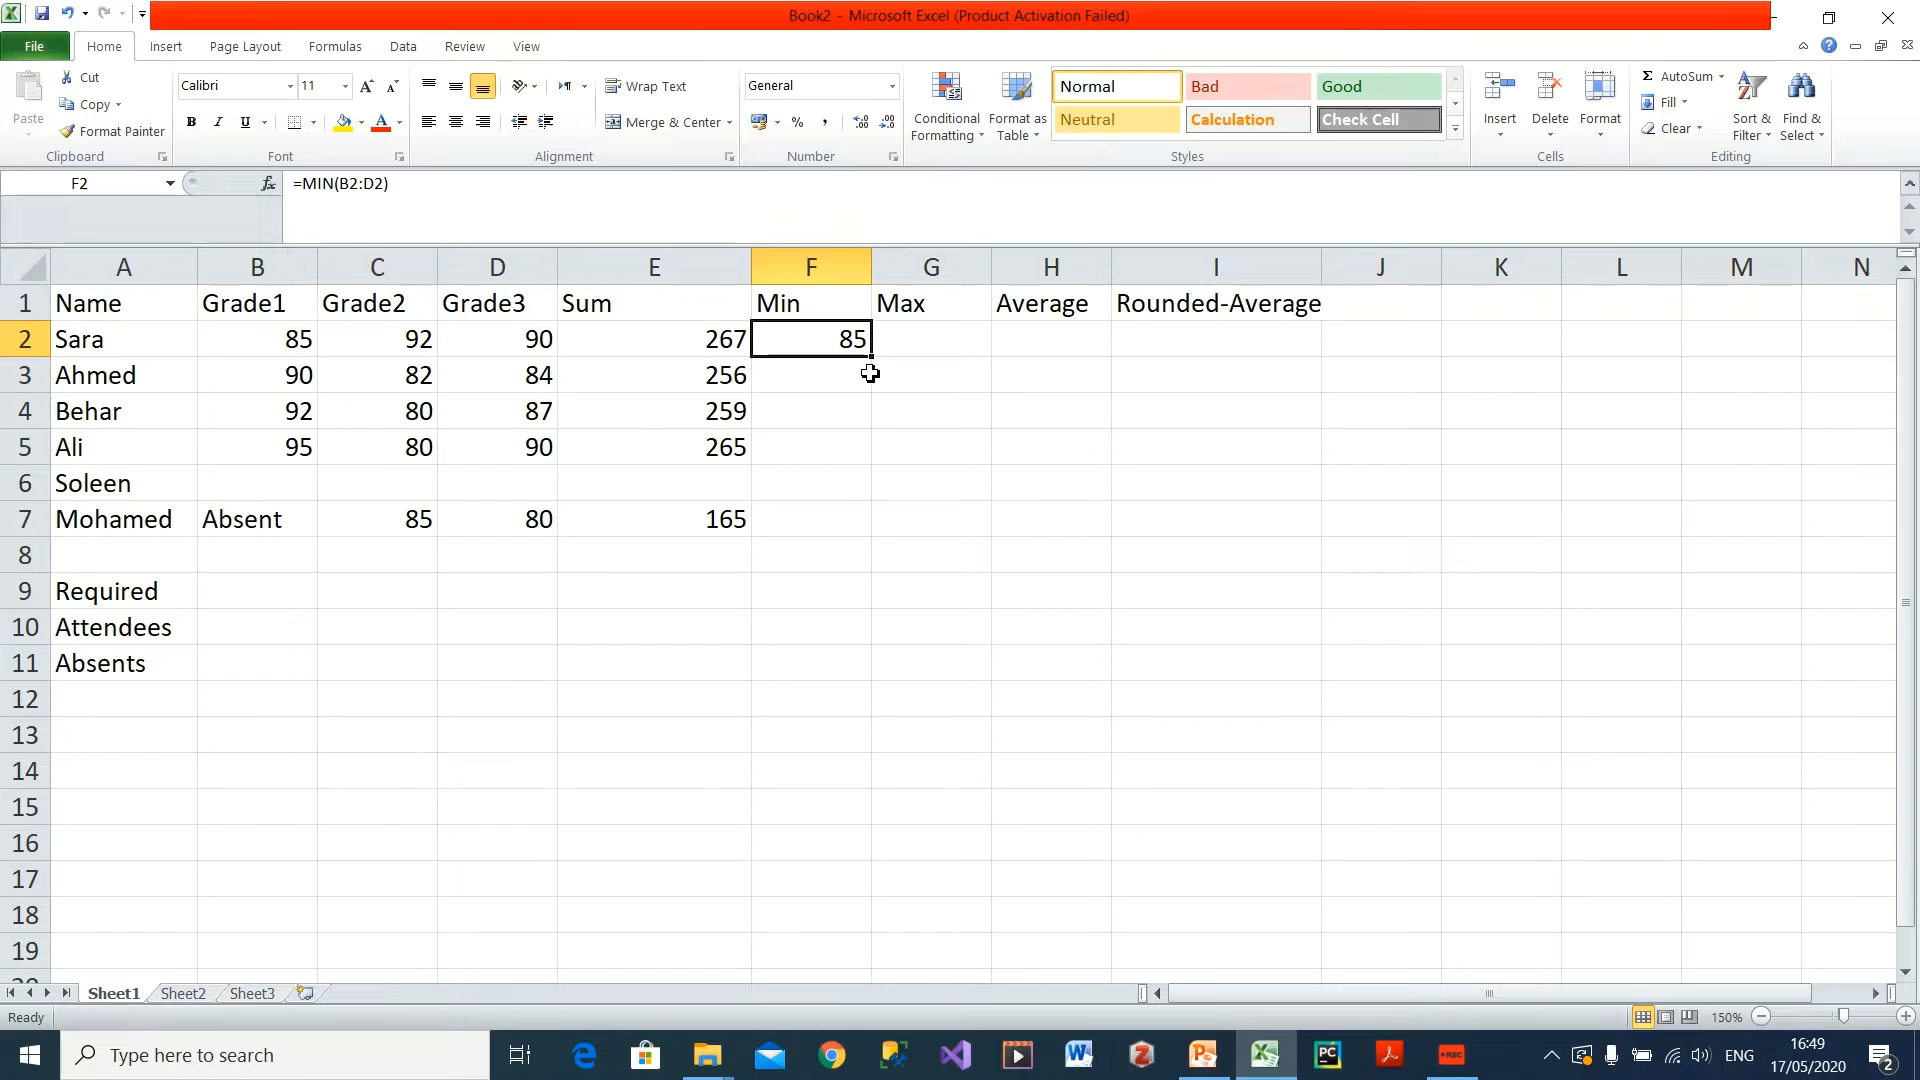 Book2 - Microsoft Excel (Product Activation Failed)
File Home Insert Page Layout Formulas Data Review View
Paste
Cut
Copy
Format Painter
Clipboard
Calibri 11
B I U
Font
Wrap Text
Merge & Center
Alignment
General
%
Number
Conditional Formatting
Format as Table
Normal Bad Good
Neutral Calculation Check Cell
Styles
Insert Delete Format
Cells
AutoSum
Fill
Clear
Sort & Filter
Find & Select
Editing
F2 fx =MIN(B2:D2)
A B C D E F G H I J K L M N
1 Name Grade1 Grade2 Grade3 Sum Min Max Average Rounded-Average
2 Sara 85 92 90 267 85
3 Ahmed 90 82 84 256
4 Behar 92 80 87 259
5 Ali 95 80 90 265
6 Soleen
7 Mohamed Absent 85 80 165
8
9 Required
10 Attendees
11 Absents
12
13
14
15
16
17
18
19
Sheet1 Sheet2 Sheet3
Ready 150%
Type here to search
ENG
16:49
17/05/2020
2